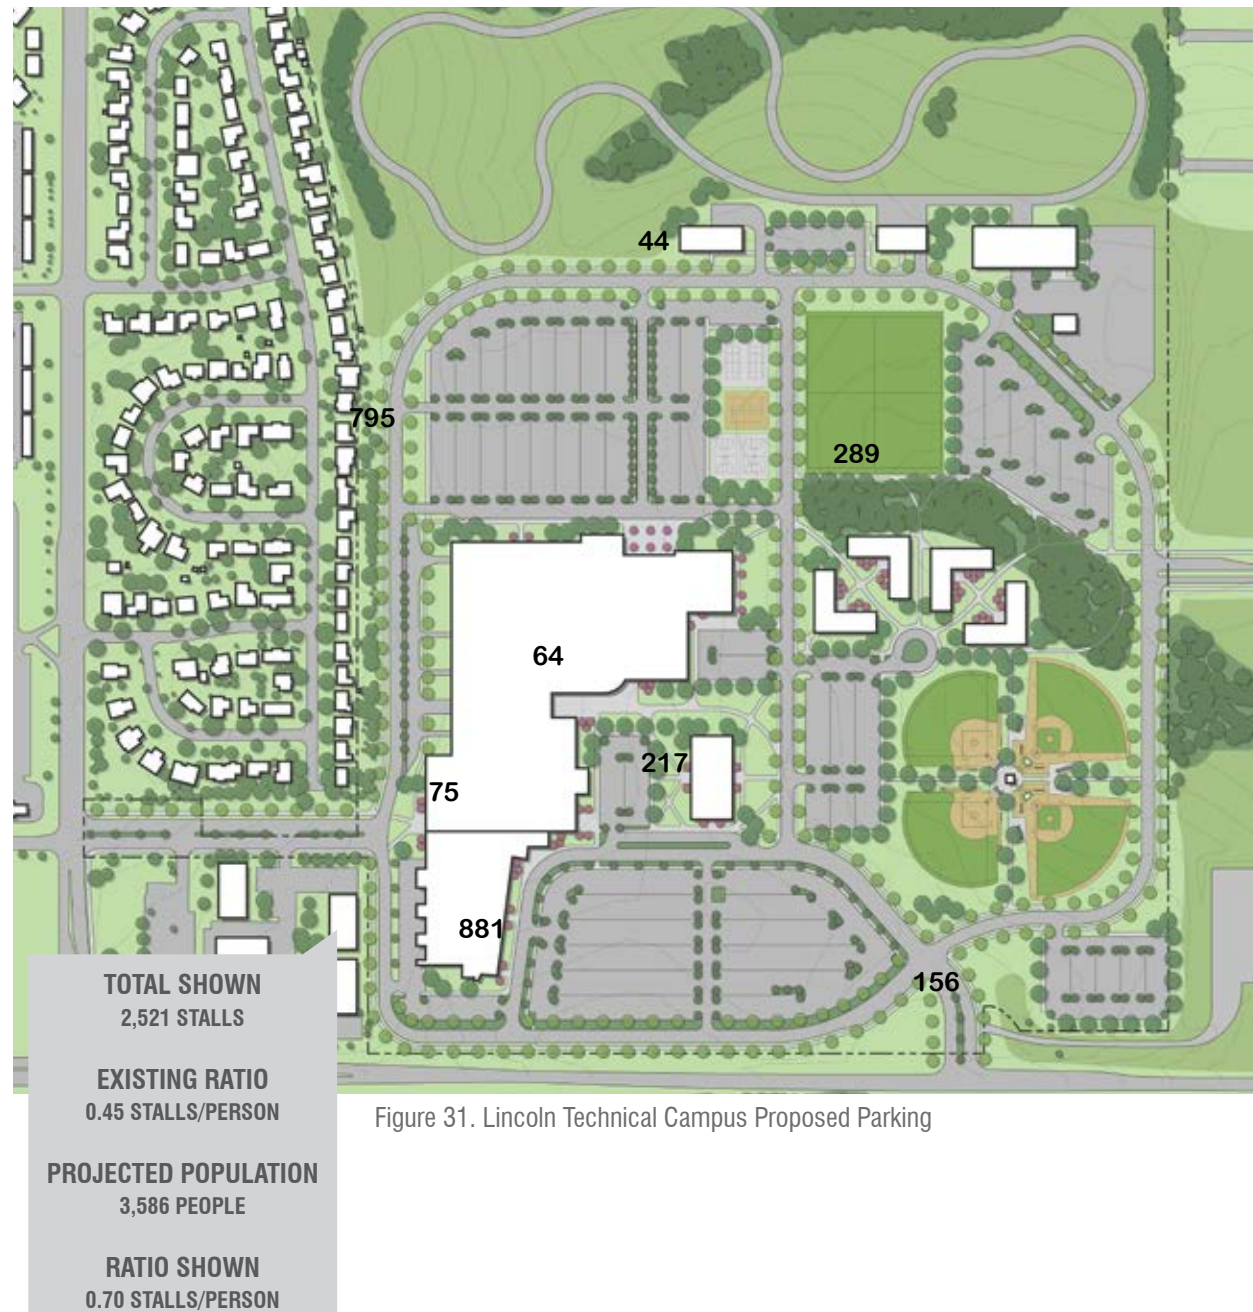 44
795
289
64
217
75
881
156
TOTAL SHOWN
2,521 STALLS
EXISTING RATIO
0.45 STALLS/PERSON
PROJECTED POPULATION
3,586 PEOPLE
RATIO SHOWN
0.70 STALLS/PERSON
Figure 31. Lincoln Technical Campus Proposed Parking